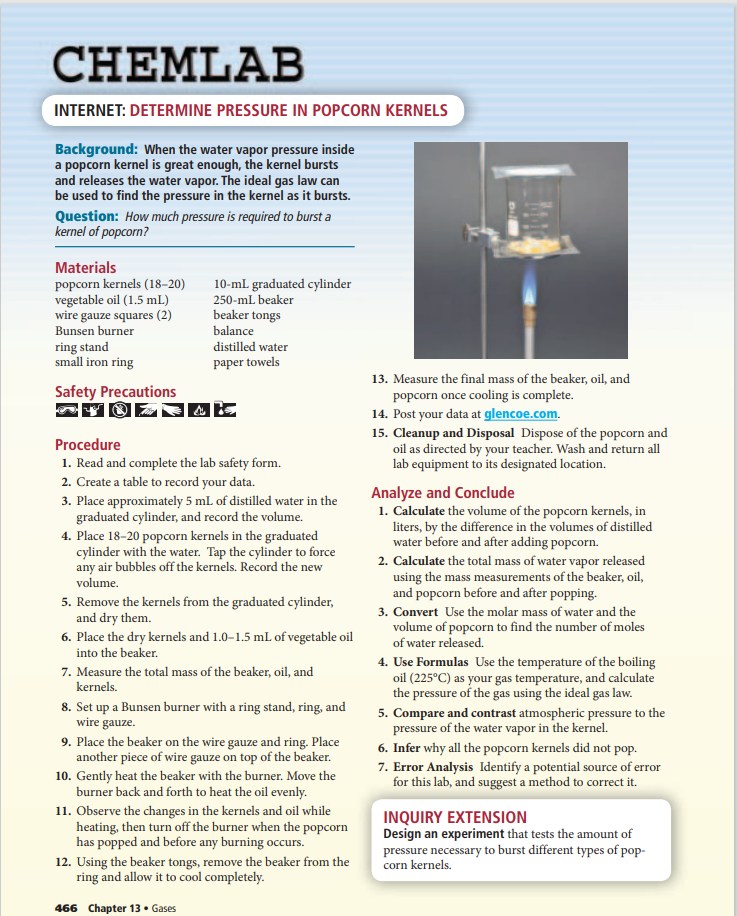 CHEMLAB
INTERNET: DETERMINE PRESSURE IN POPCORN KERNELS
Background: When the water vapor pressure inside
a popcorn kernel is great enough, the kernel bursts
and releases the water vapor. The ideal gas law can
be used to find the pressure in the kernel as it bursts.
Question: How much pressure is required to burst a
kernel of popcorn?
Materials
popcorn kernels (18–20)
vegetable oil (1.5 mL)
wire gauze squares (2)
Bunsen burner
ring stand
small iron ring
10-mL graduated cylinder
250-mL beaker
beaker tongs
balance
distilled water
paper towels
Safety Precautions
Procedure
1. Read and complete the lab safety form.
2. Create a table to record your data.
3. Place approximately 5 mL of distilled water in the
graduated cylinder, and record the volume.
4. Place 18–20 popcorn kernels in the graduated
cylinder with the water. Tap the cylinder to force
any air bubbles off the kernels. Record the new
volume.
5. Remove the kernels from the graduated cylinder,
and dry them.
6. Place the dry kernels and 1.0–1.5 mL of vegetable oil
into the beaker.
7. Measure the total mass of the beaker, oil, and
kernels.
8. Set up a Bunsen burner with a ring stand, ring, and
wire gauze.
9. Place the beaker on the wire gauze and ring. Place
another piece of wire gauze on top of the beaker.
10. Gently heat the beaker with the burner. Move the
burner back and forth to heat the oil evenly.
11. Observe the changes in the kernels and oil while
heating, then turn off the burner when the popcorn
has popped and before any burning occurs.
12. Using the beaker tongs, remove the beaker from the
ring and allow it to cool completely.
13. Measure the final mass of the beaker, oil, and
popcorn once cooling is complete.
14. Post your data at glencoe.com.
15. Cleanup and Disposal Dispose of the popcorn and
oil as directed by your teacher. Wash and return all
lab equipment to its designated location.
Analyze and Conclude
1. Calculate the volume of the popcorn kernels, in
liters, by the difference in the volumes of distilled
water before and after adding popcorn.
2. Calculate the total mass of water vapor released
using the mass measurements of the beaker, oil,
and popcorn before and after popping.
3. Convert Use the molar mass of water and the
volume of popcorn to find the number of moles
of water released.
4. Use Formulas Use the temperature of the boiling
oil (225°C) as your gas temperature, and calculate
the pressure of the gas using the ideal gas law.
5. Compare and contrast atmospheric pressure to the
pressure of the water vapor in the kernel.
6. Infer why all the popcorn kernels did not pop.
7. Error Analysis Identify a potential source of error
for this lab, and suggest a method to correct it.
INQUIRY EXTENSION
Design an experiment that tests the amount of
pressure necessary to burst different types of pop-
corn kernels.
466 Chapter 13 • Gases